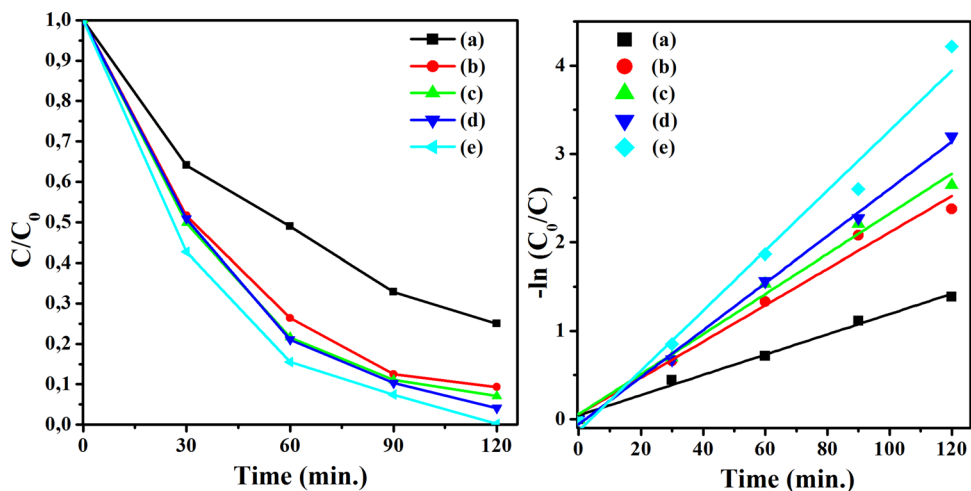 C/C₀
1,0
0,9
0,8
0,7
0,6
0,5
0,4
0,3
0,2
0,1
0,0
0 30 60 90 120
Time (min.)
(a)
(b)
(c)
(d)
(e)
-ln (C₀/C)
4
3
2
1
0
0 20 40 60 80 100 120
Time (min.)
(a)
(b)
(c)
(d)
(e)